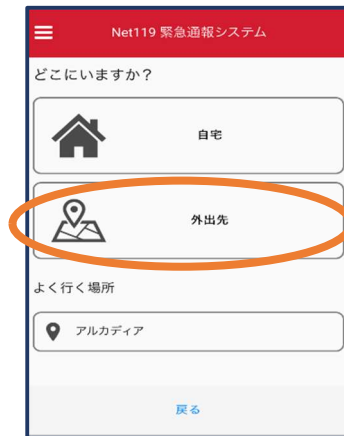 Net119 緊急通報システム
どこにいますか？
自宅
外出先
よく行く場所
アルカディア
戻る